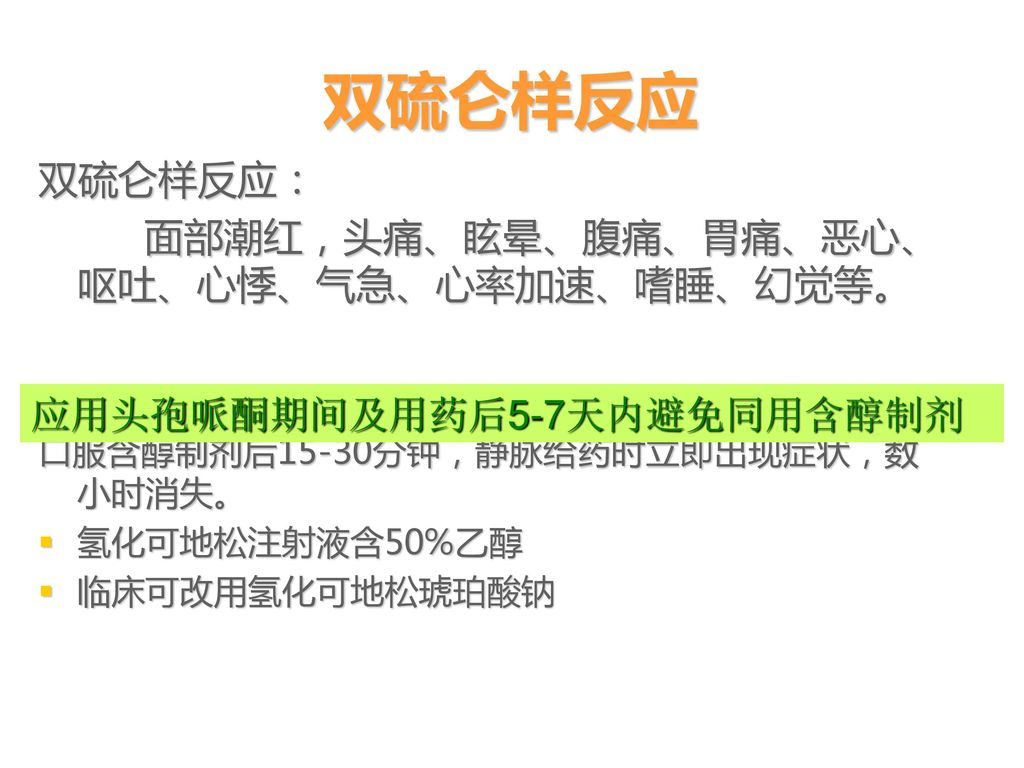 双硫仑样反应
双硫仑样反应：
面部潮红，头痛、眩晕、腹痛、胃痛、恶心、
呕吐、心悸、气急、心率加速、嗜睡、幻觉等。
应用头孢哌酮期间及用药后5-7天内避免同用含醇制剂
口服含醇制剂后15-30分钟，静脉给药时立即出现症状，数
小时消失。
氢化可地松注射液含50%乙醇
临床可改用氢化可地松琥珀酸钠